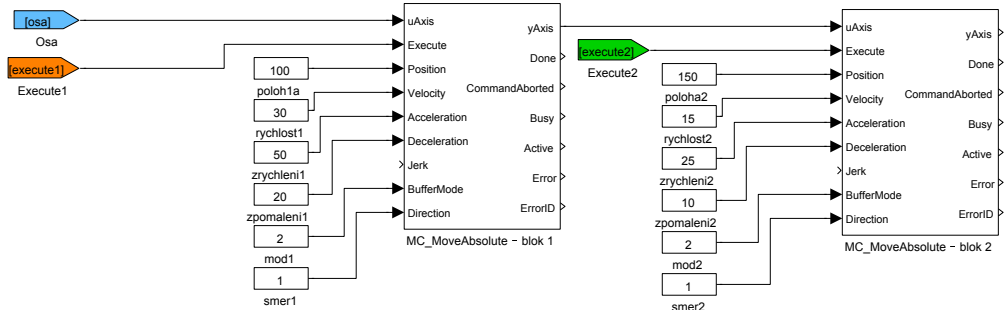 [osa]
Osa
[execute1]
Execute1
100
poloh1a
30
rychlost1
50
zrychleni1
20
zpomaleni1
2
mod1
1
smer1
uAxis
Execute
Position
Velocity
Acceleration
Deceleration
Jerk
BufferMode
Direction
yAxis
Done
CommandAborted
Busy
Active
Error
ErrorID
MC_MoveAbsolute - blok 1
[execute2]
Execute2
150
poloha2
15
rychlost2
25
zrychleni2
10
zpomaleni2
2
mod2
1
smer2
uAxis
Execute
Position
Velocity
Acceleration
Deceleration
Jerk
BufferMode
Direction
yAxis
Done
CommandAborted
Busy
Active
Error
ErrorID
MC_MoveAbsolute - blok 2